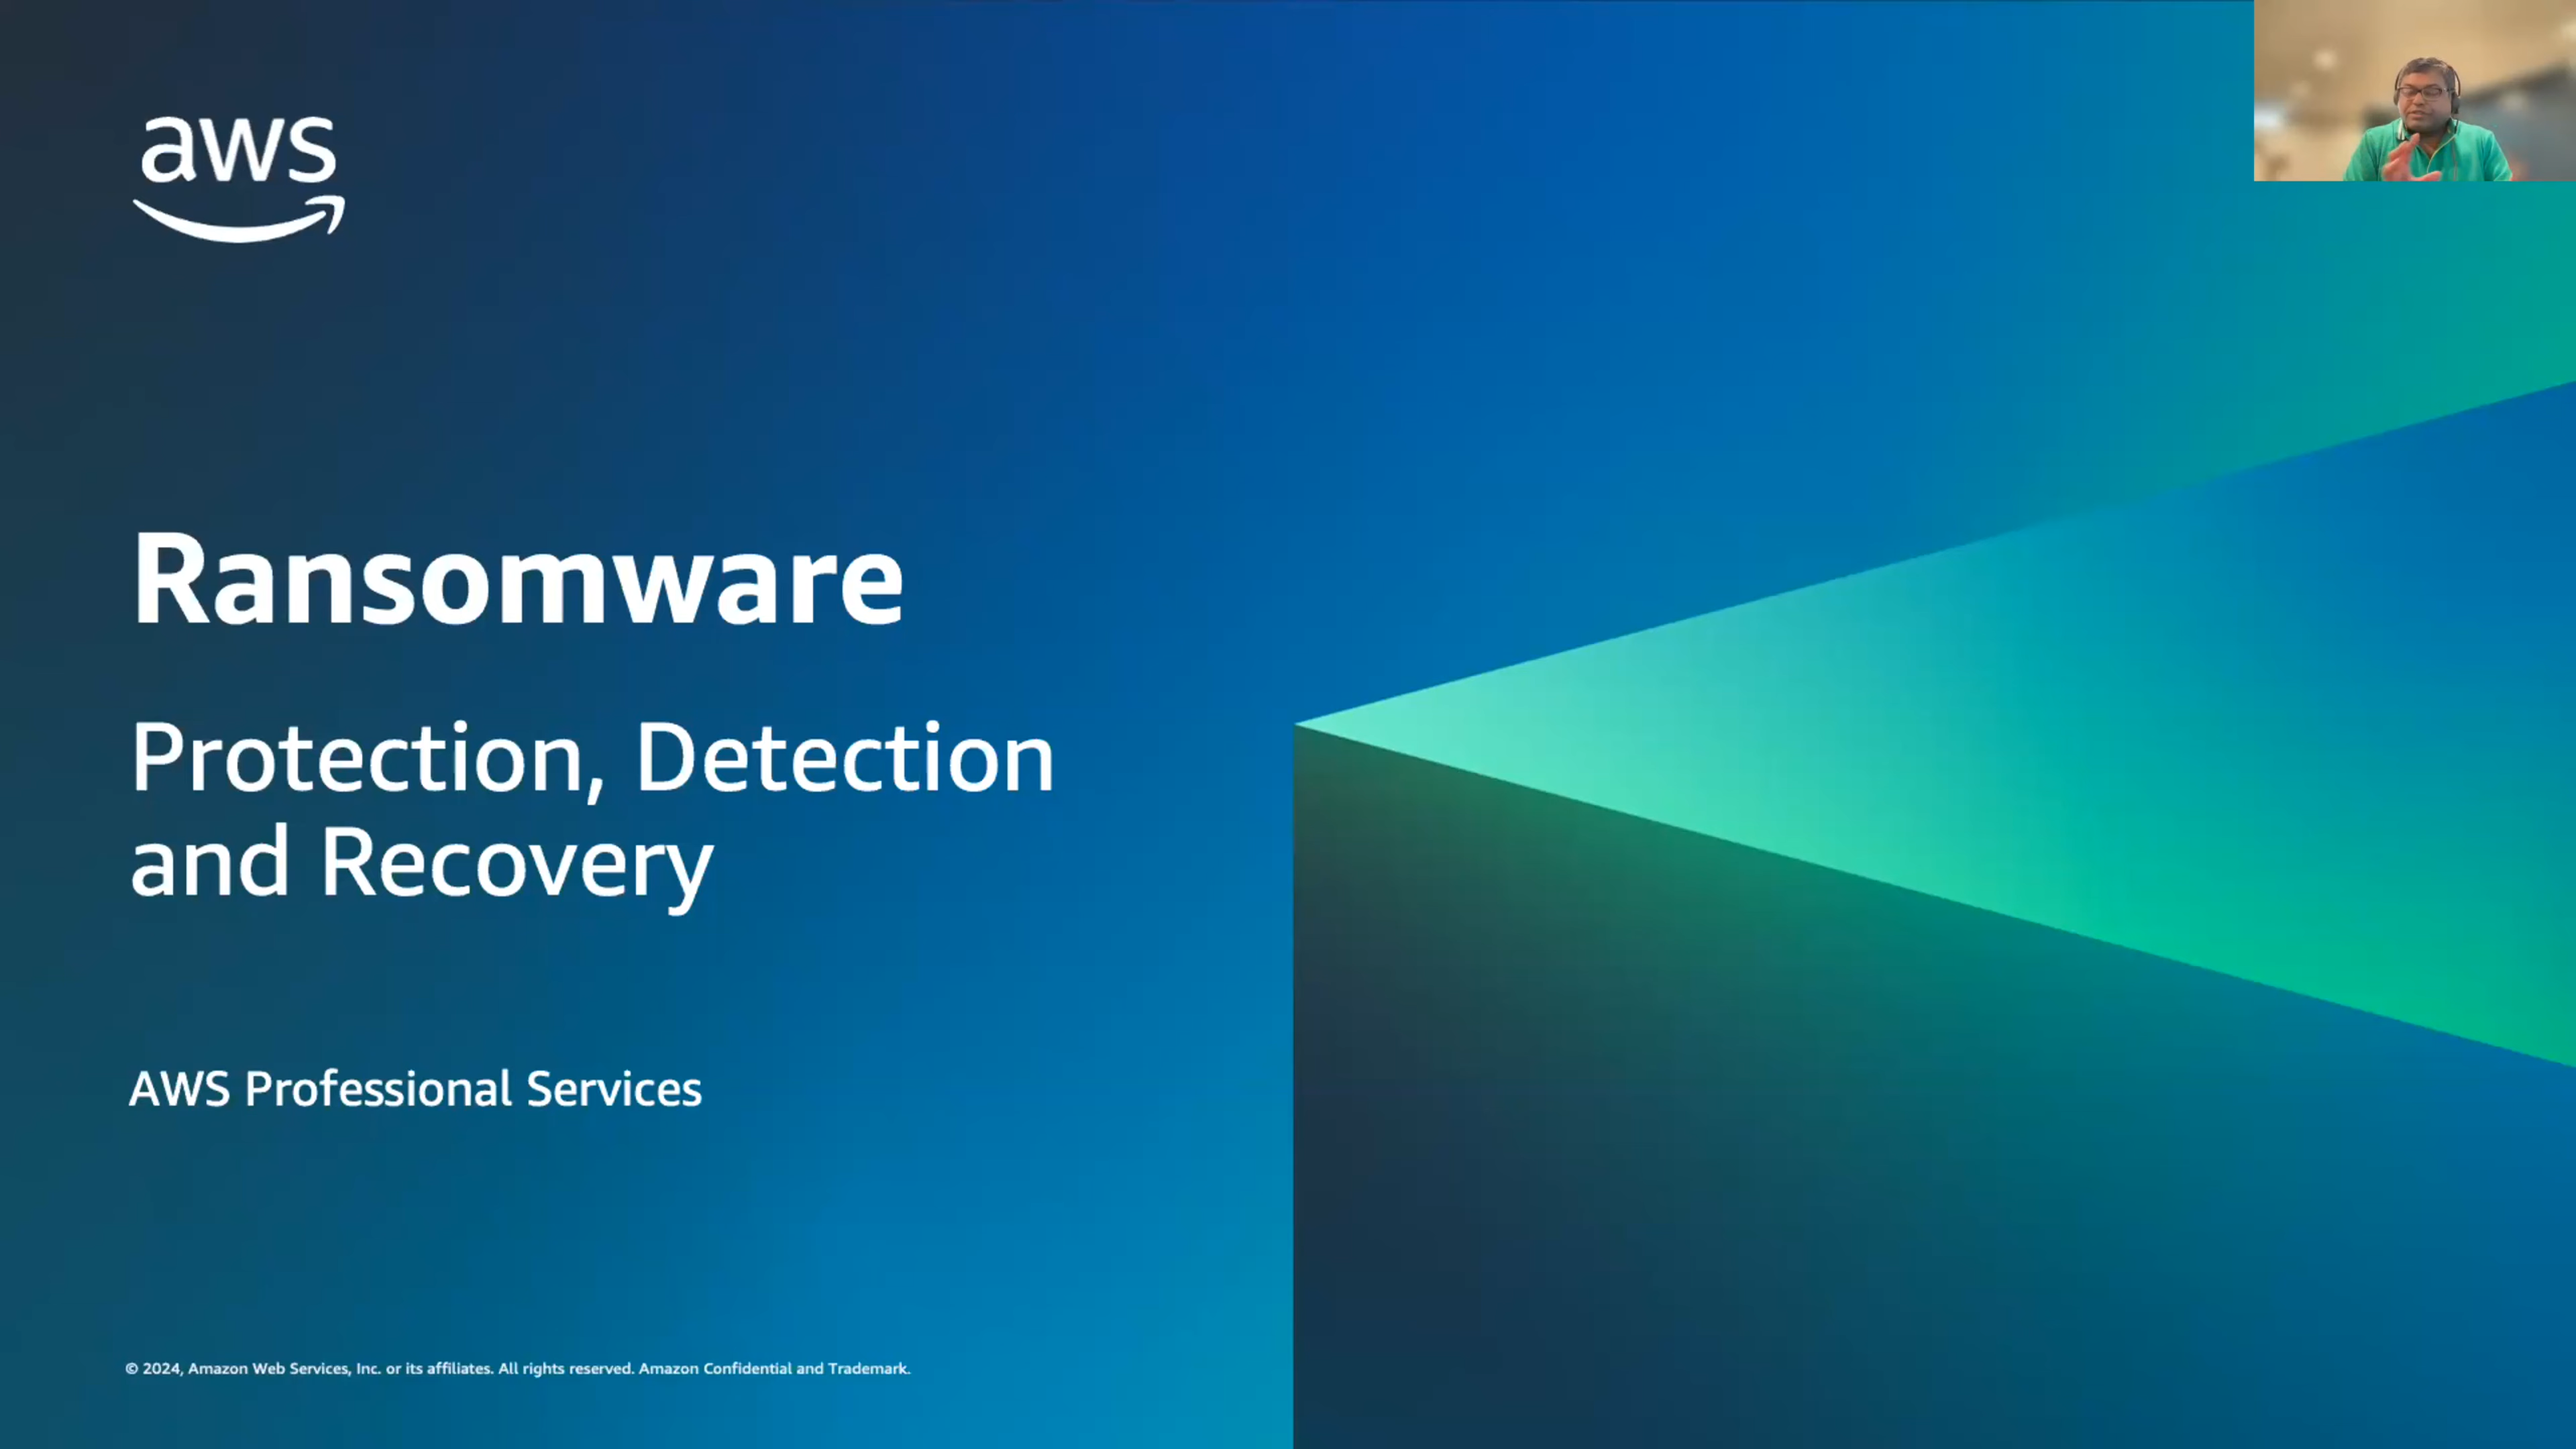 aws
Ransomware
Protection, Detection
and Recovery
AWS Professional Services
© 2024, Amazon Web Services, Inc. or its affiliates. All rights reserved. Amazon Confidential and Trademark.